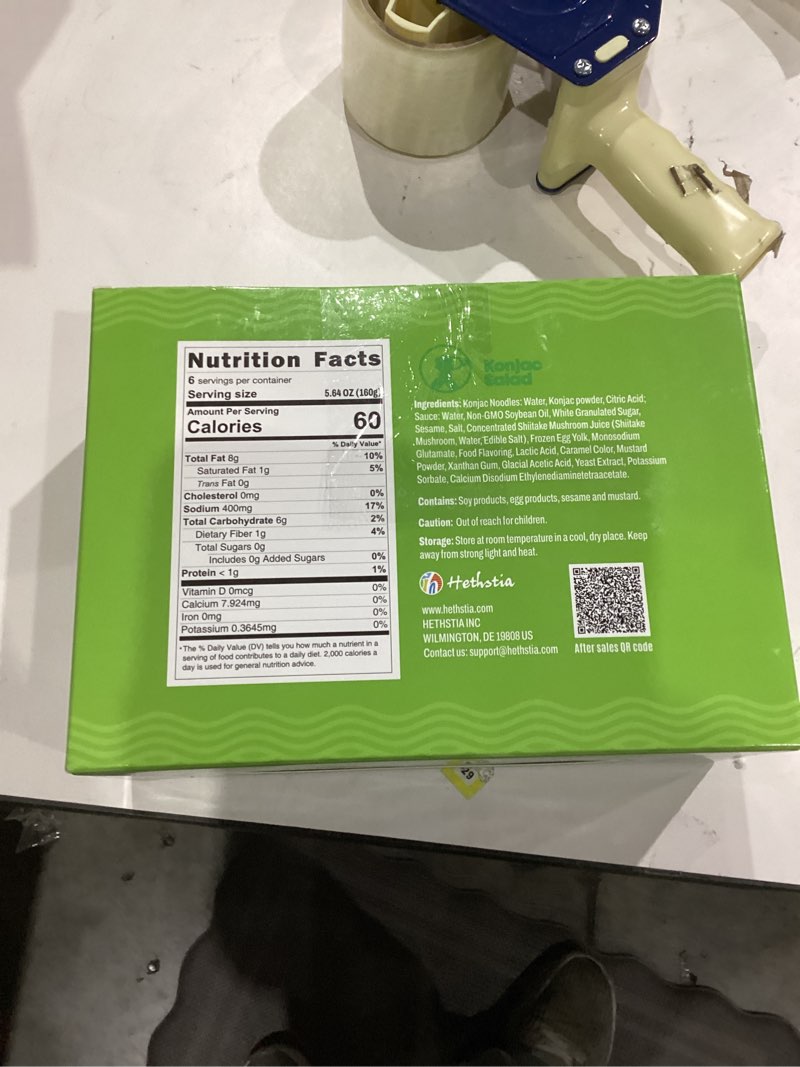 Nutrition Facts
6 servings per container
Serving size 5.64 OZ (160g)
Amount Per Serving
Calories 60
% Daily Value*
Total Fat 8g 10%
Saturated Fat 1g 5%
Trans Fat 0g
Cholesterol 0mg 0%
Sodium 400mg 17%
Total Carbohydrate 6g 2%
Dietary Fiber 1g 4%
Total Sugars 0g
Includes 0g Added Sugars 0%
Protein < 1g 1%
Vitamin D 0mcg 0%
Calcium 7.924mg 0%
Iron 0mg 0%
Potassium 0.3645mg 0%
*The % Daily Value (DV) tells you how much a nutrient in a
serving of food contributes to a daily diet. 2,000 calories a
day is used for general nutrition advice.
Konjac
Salad
Ingredients: Konjac Noodles: Water, Konjac powder, Citric Acid;
Sauce: Water, Non-GMO Soybean Oil, White Granulated Sugar,
Sesame, Salt, Concentrated Shiitake Mushroom Juice (Shiitake
Mushroom, Water, Edible Salt), Frozen Egg Yolk, Monosodium
Glutamate, Food Flavoring, Lactic Acid, Caramel Color, Mustard
Powder, Xanthan Gum, Glacial Acetic Acid, Yeast Extract, Potassium
Sorbate, Calcium Disodium Ethylenediaminetetraacetate.
Contains: Soy products, egg products, sesame and mustard.
Caution: Out of reach for children.
Storage: Store at room temperature in a cool, dry place. Keep
away from strong light and heat.
Hethstia
www.hethstia.com
HETHSTIA INC
WILMINGTON, DE 19808 US
Contact us: support@hethstia.com
After sales QR code
29